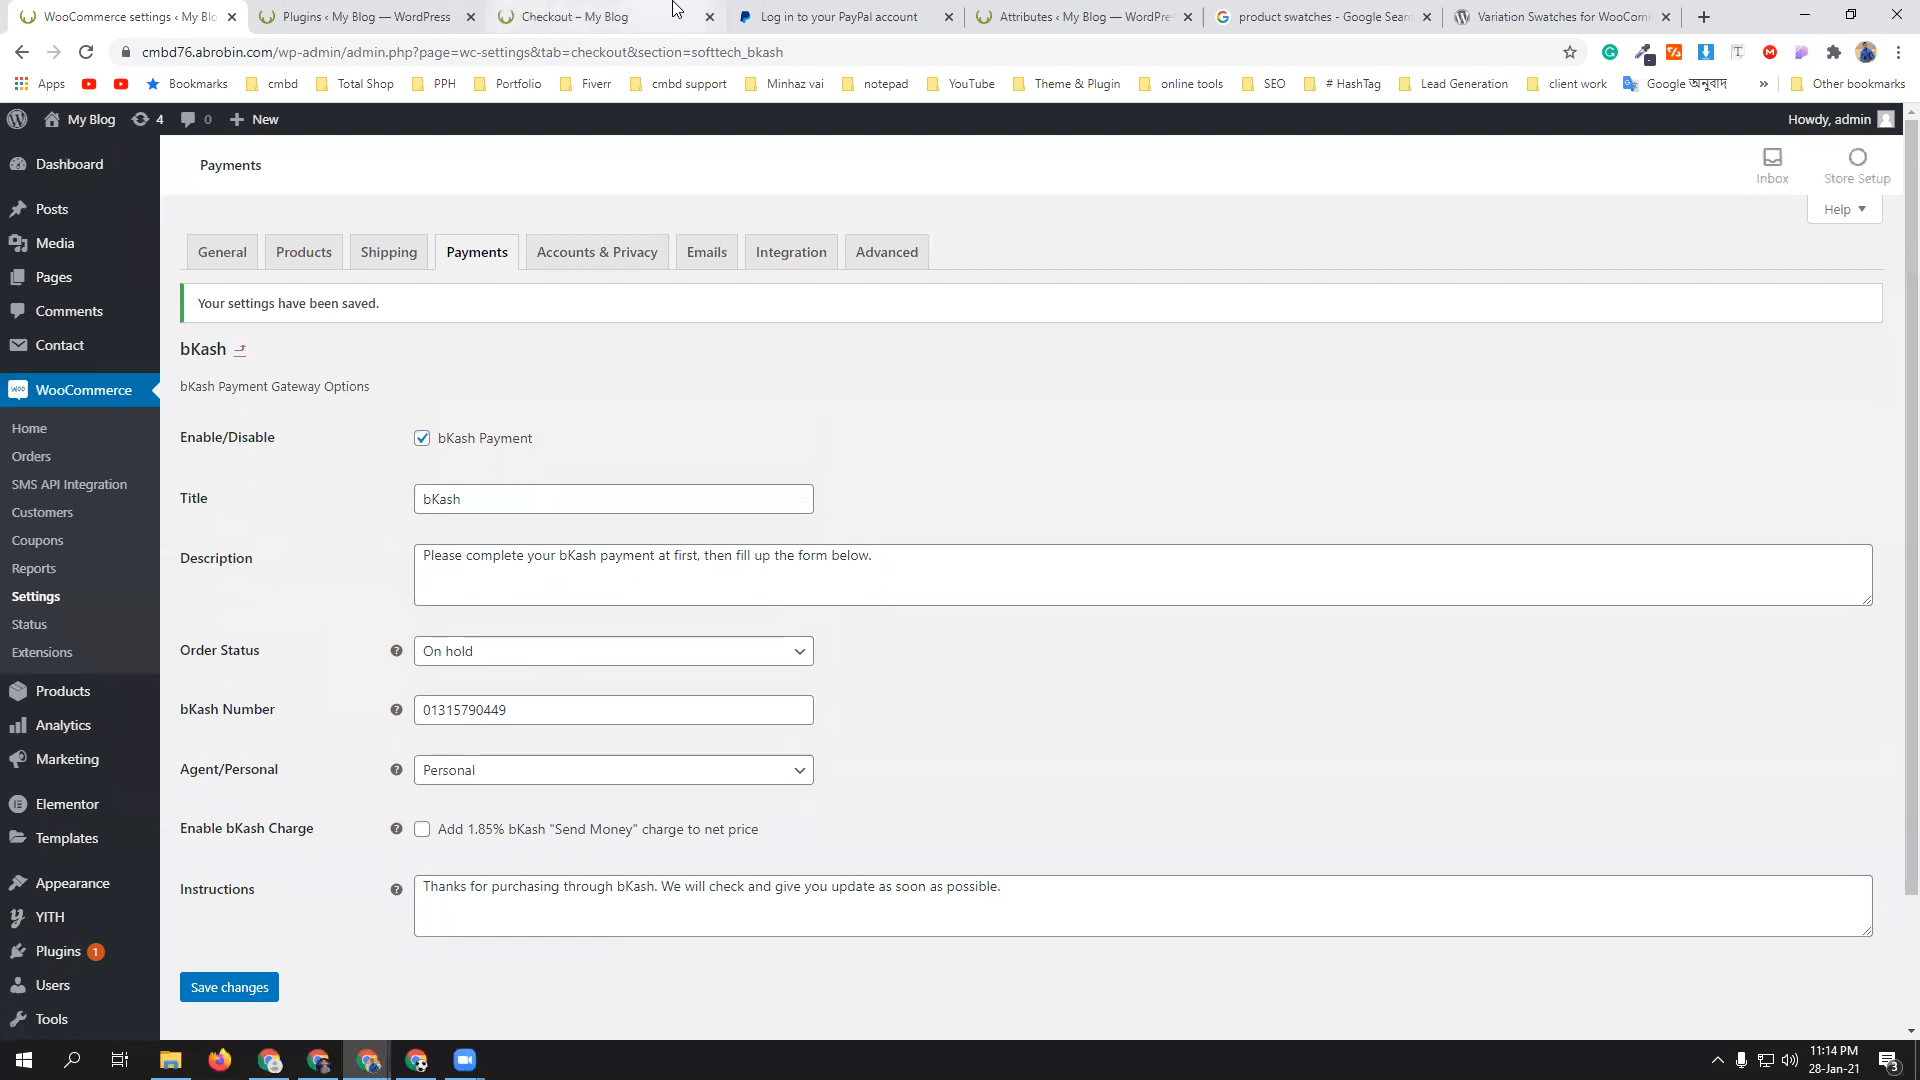 WooCommerce settings ‹ My Blo
Plugins ‹ My Blog — WordPress
Checkout – My Blog
Log in to your PayPal account
Attributes ‹ My Blog — WordPre
product swatches - Google Sear
Variation Swatches for WooCom
cmbd76.abrobin.com/wp-admin/admin.php?page=wc-settings&tab=checkout&section=softtech_bkash
Apps
Bookmarks
cmbd
Total Shop
PPH
Portfolio
Fiverr
cmbd support
Minhaz vai
notepad
YouTube
Theme & Plugin
online tools
SEO
# HashTag
Lead Generation
client work
Google অনুবাদ
»
Other bookmarks
My Blog
4
0
New
Howdy, admin
Dashboard
Posts
Media
Pages
Comments
Contact
WooCommerce
Home
Orders
SMS API Integration
Customers
Coupons
Reports
Settings
Status
Extensions
Products
Analytics
Marketing
Elementor
Templates
Appearance
YITH
Plugins 1
Users
Tools
Payments
Inbox
Store Setup
Help
General
Products
Shipping
Payments
Accounts & Privacy
Emails
Integration
Advanced
Your settings have been saved.
bKash
bKash Payment Gateway Options
Enable/Disable
bKash Payment
Title
bKash
Description
Please complete your bKash payment at first, then fill up the form below.
Order Status
On hold
bKash Number
01315790449
Agent/Personal
Personal
Enable bKash Charge
Add 1.85% bKash "Send Money" charge to net price
Instructions
Thanks for purchasing through bKash. We will check and give you update as soon as possible.
Save changes
11:14 PM
28-Jan-21
3